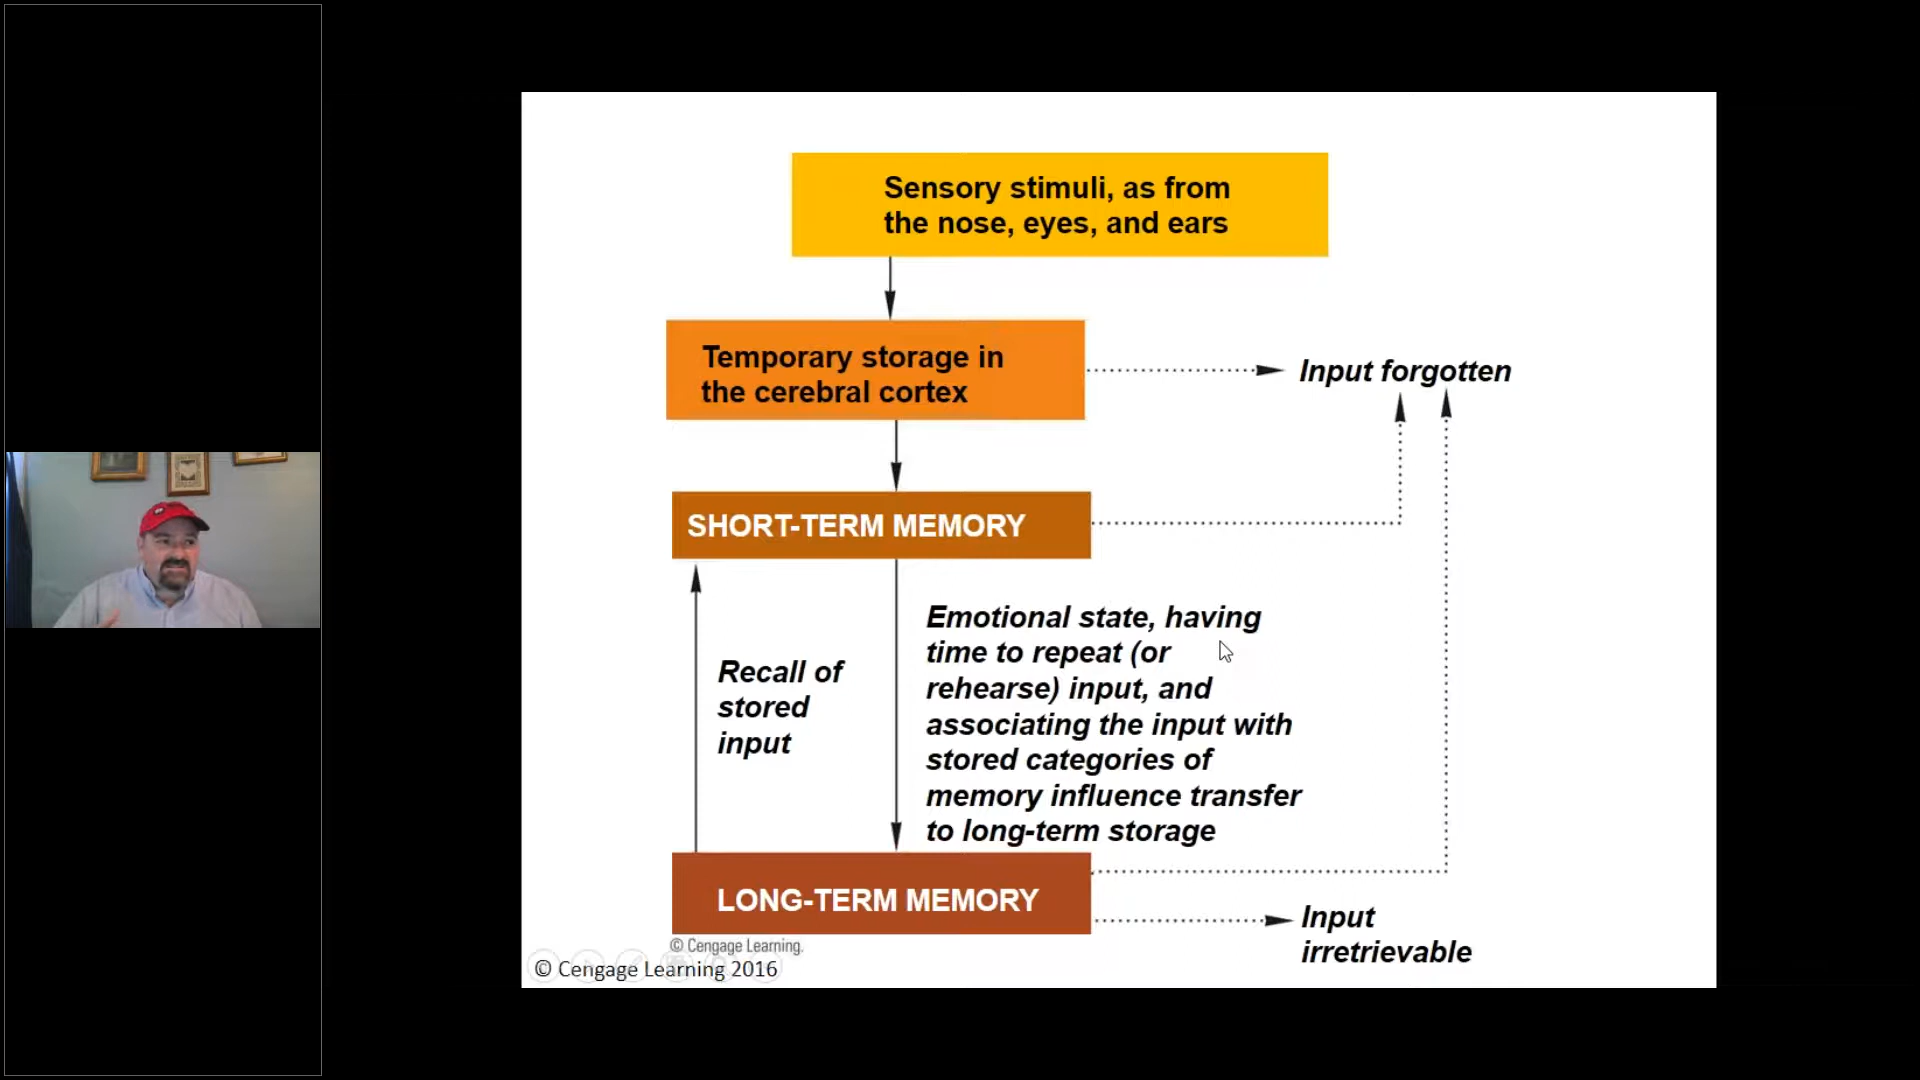 Sensory stimuli, as from
the nose, eyes, and ears
Temporary storage in
the cerebral cortex
Input forgotten
SHORT-TERM MEMORY
Recall of
stored
input
Emotional state, having
time to repeat (or
rehearse) input, and
associating the input with
stored categories of
memory influence transfer
to long-term storage
LONG-TERM MEMORY
Input
irretrievable
© Cengage Learning.
© Cengage Learning 2016